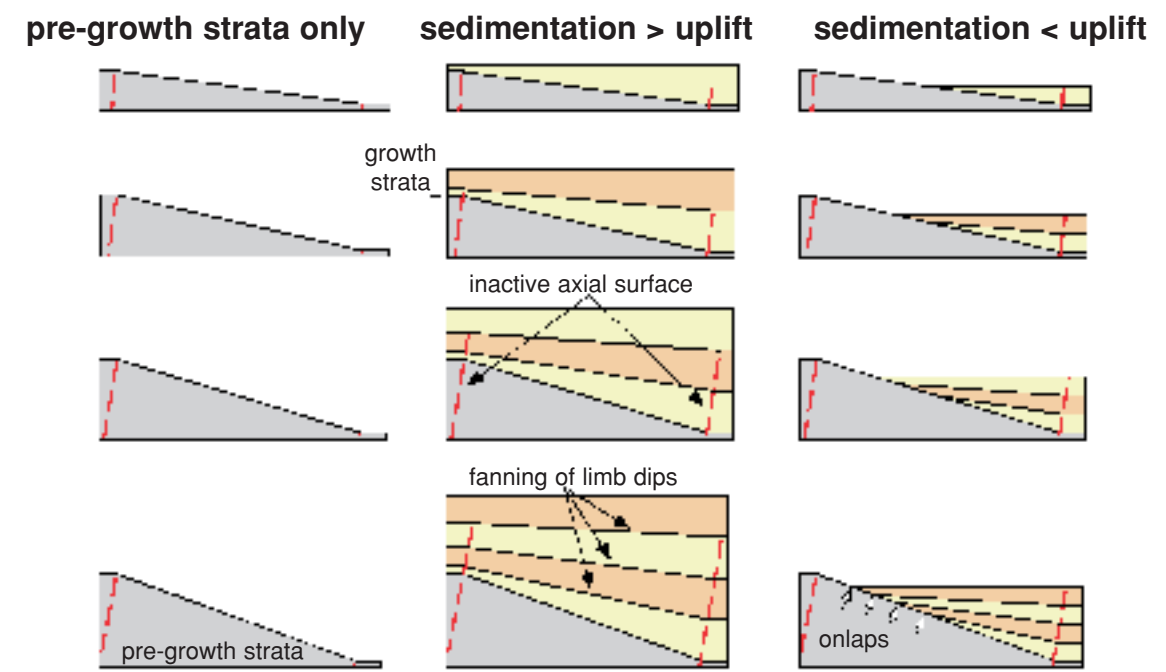 pre-growth strata only
sedimentation > uplift
sedimentation < uplift
growth
strata
inactive axial surface
fanning of limb dips
pre-growth strata
onlaps